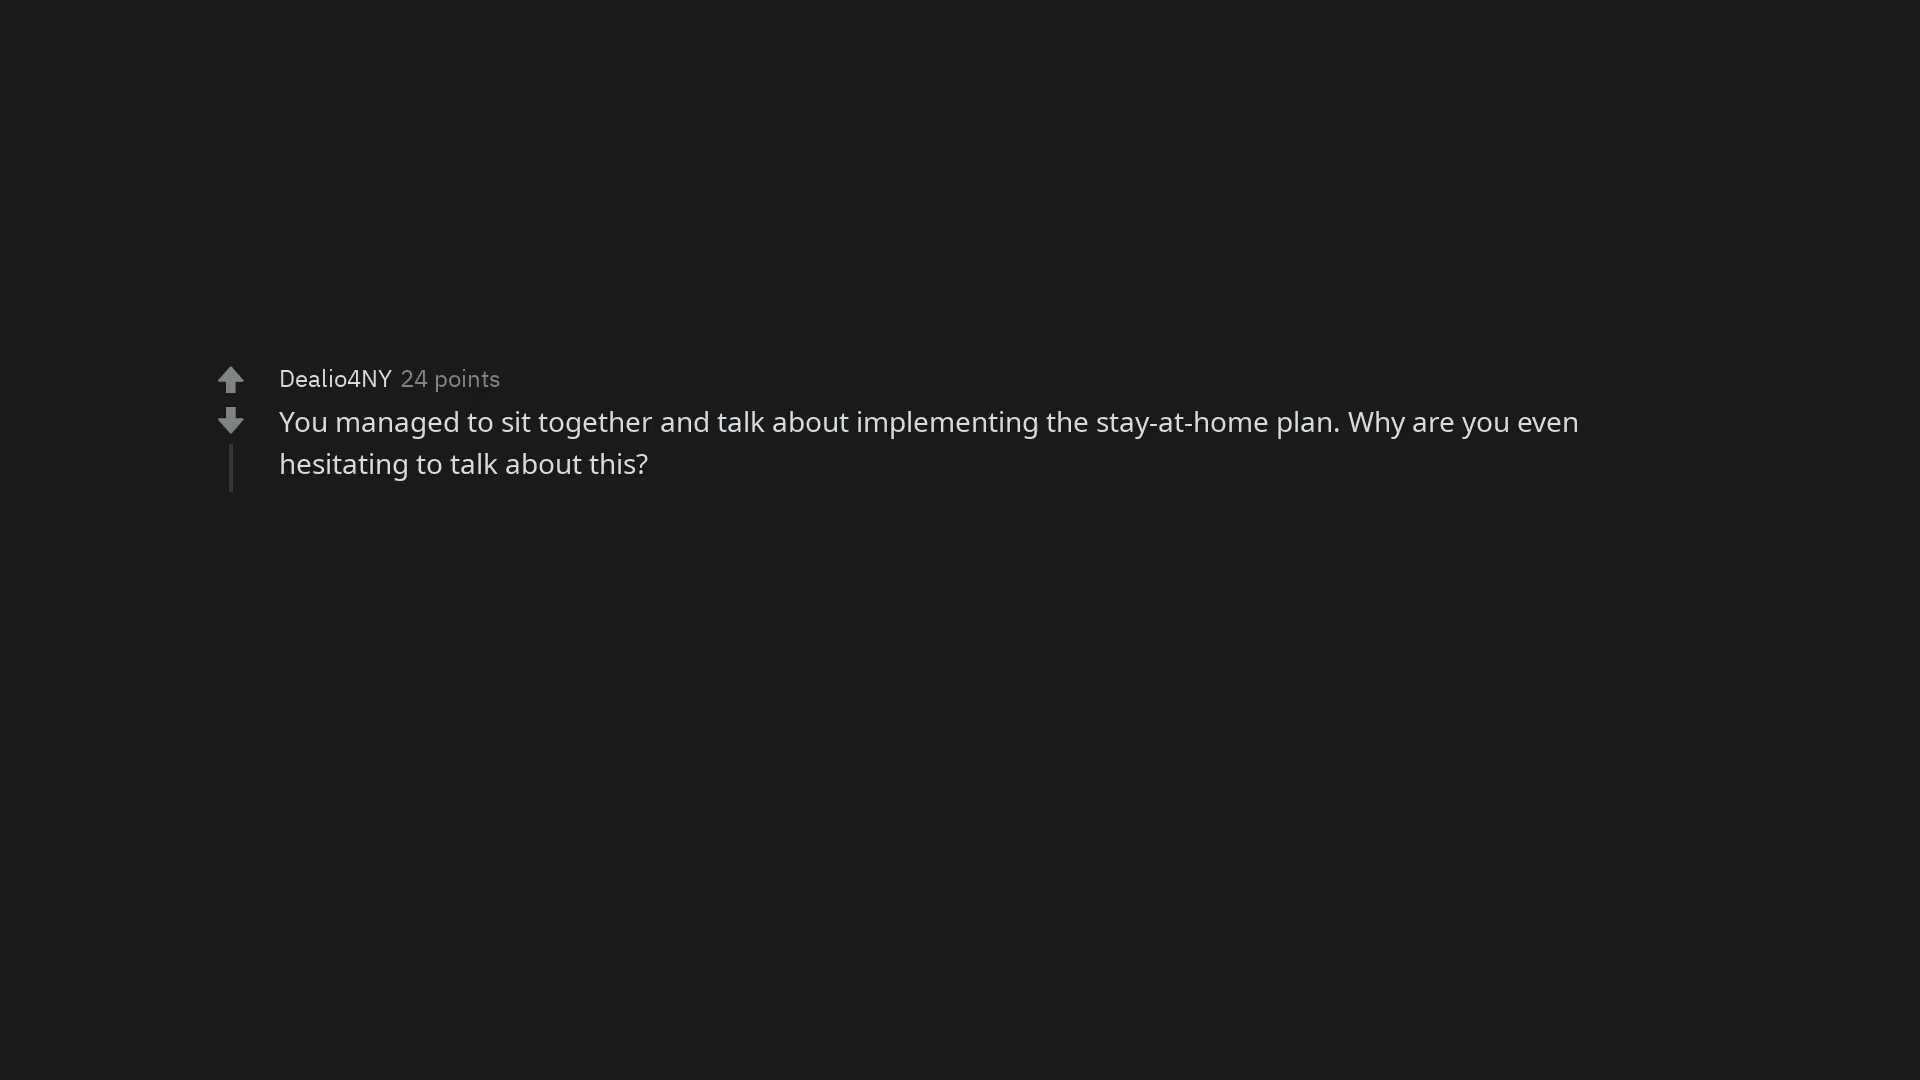 Dealio4NY 24 points
You managed to sit together and talk about implementing the stay-at-home plan. Why are you even
hesitating to talk about this?